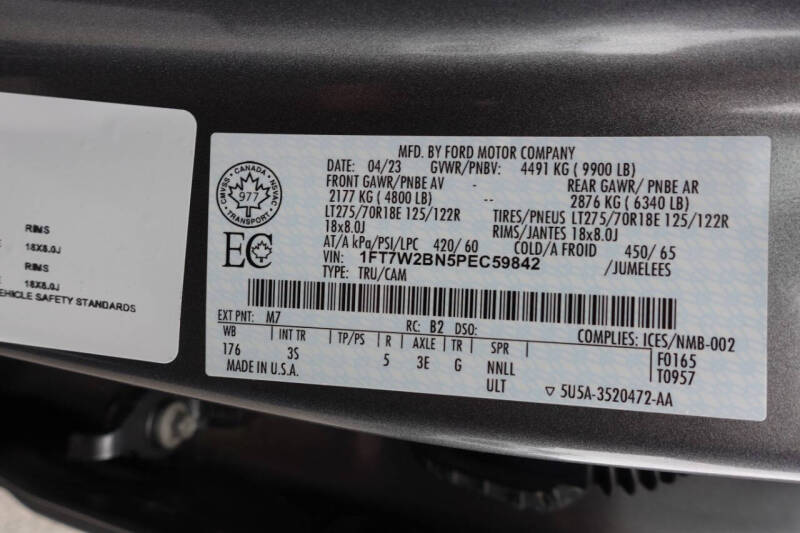 RIMS
18X8.0J
RIMS
18X8.0J
EHICLE SAFETY STANDARDS
MFD. BY FORD MOTOR COMPANY
DATE: 04/23 GVWR/PNBV: 4491 KG ( 9900 LB)
FRONT GAWR/PNBE AV - REAR GAWR/ PNBE AR
2177 KG ( 4800 LB) -- 2876 KG ( 6340 LB)
LT275/70R18E 125/122R TIRES/PNEUS LT275/70R18E 125/122R
18x8.0J RIMS/JANTES 18x8.0J
AT/A kPa/PSI/LPC 420/ 60 COLD/A FROID 450/ 65
VIN: 1FT7W2BN5PEC59842 /JUMELEES
TYPE: TRU/CAM
CANADA
CMVSS
NSVAC
977
TRANSPORT
EC
EXT PNT: M7 RC: B2 DSO: COMPLIES: ICES/NMB-002
WB INT TR TP/PS R AXLE TR SPR F0165
176 3S 5 3E G NNLL T0957
MADE IN U.S.A. ULT ▽ 5U5A-3520472-AA